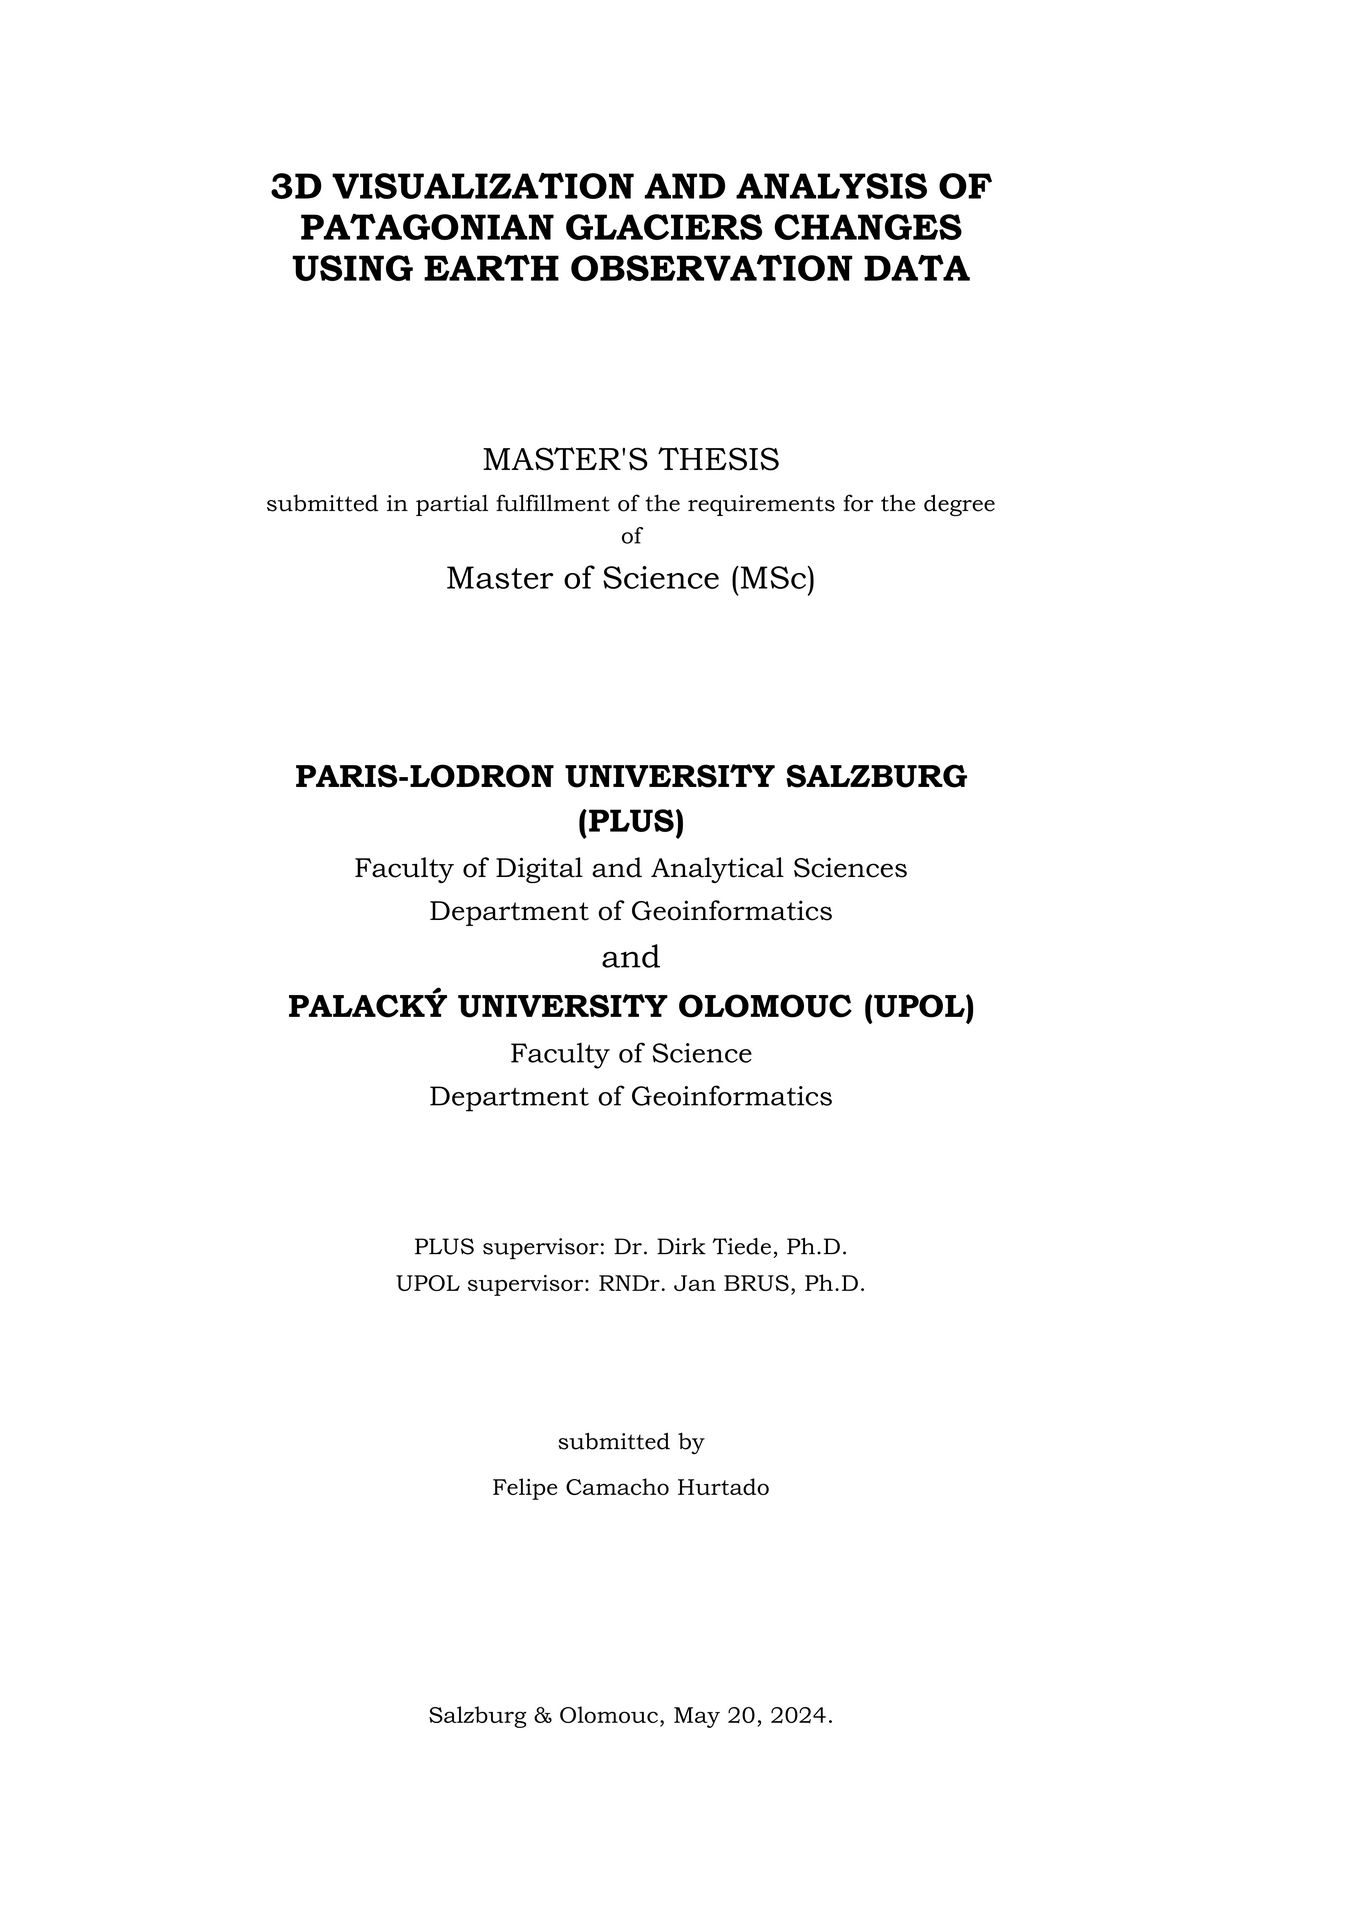 3D VISUALIZATION AND ANALYSIS OF
PATAGONIAN GLACIERS CHANGES
USING EARTH OBSERVATION DATA
MASTER'S THESIS
submitted in partial fulfillment of the requirements for the degree
of
Master of Science (MSc)
PARIS-LODRON UNIVERSITY SALZBURG
(PLUS)
Faculty of Digital and Analytical Sciences
Department of Geoinformatics
and
PALACKÝ UNIVERSITY OLOMOUC (UPOL)
Faculty of Science
Department of Geoinformatics
PLUS supervisor: Dr. Dirk Tiede, Ph.D.
UPOL supervisor: RNDr. Jan BRUS, Ph.D.
submitted by
Felipe Camacho Hurtado
Salzburg & Olomouc, May 20, 2024.